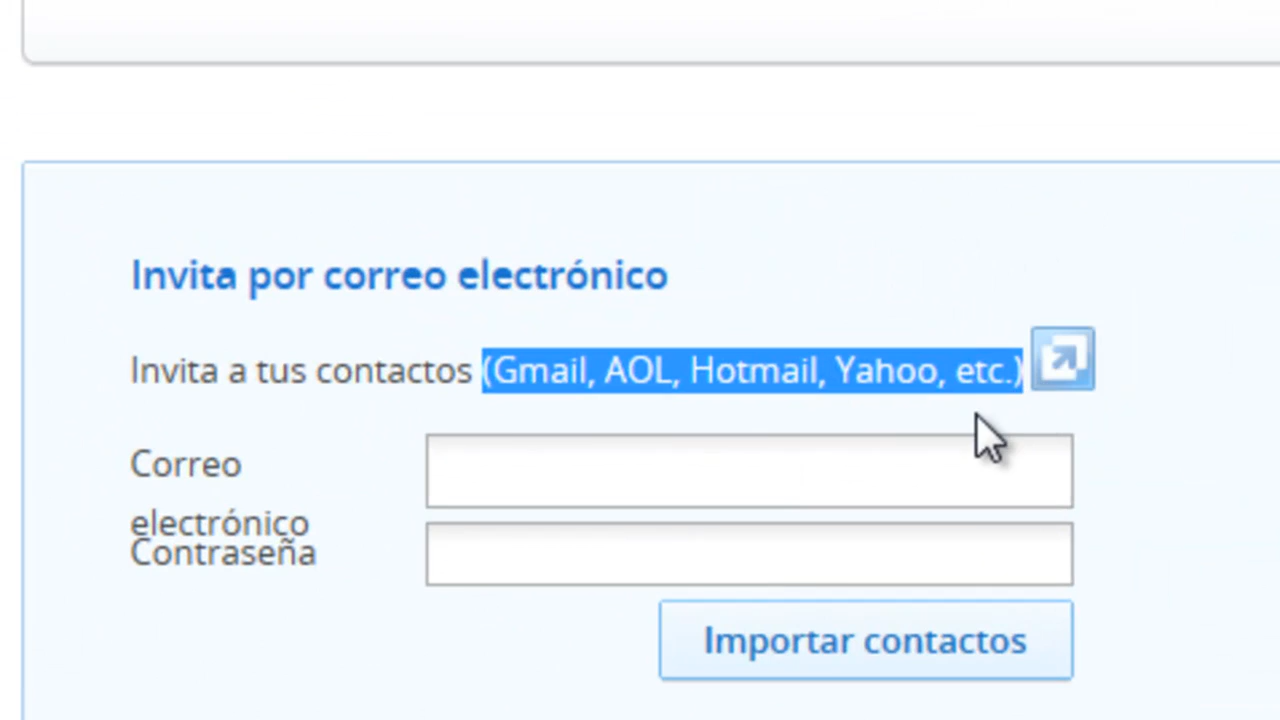 Invita por correo electrónico
Invita a tus contactos (Gmail, AOL, Hotmail, Yahoo, etc.)
Correo
electrónico
Contraseña
Importar contactos